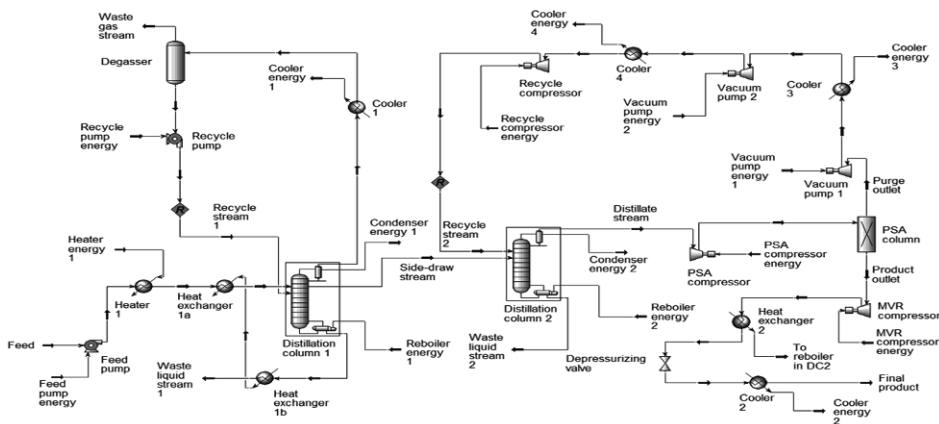 Waste
gas
stream
Degasser
Cooler
energy
1
Cooler
1
Recycle
pump
energy
Recycle
pump
R
Recycle
stream
1
Heater
energy
1
Heater
1
Heat
exchanger
1a
Feed
Feed
pump
Feed
pump
energy
Condenser
energy 1
Side-draw
stream
Distillation
column 1
Reboiler
energy 1
Waste
liquid
stream
1
Heat
exchanger
1b
Cooler
energy
4
Cooler
4
Recycle
compressor
Recycle
compressor
energy
Vacuum
pump 2
Vacuum
pump
energy
2
Cooler
3
Cooler
energy
3
Vacuum
pump
energy
1
Vacuum
pump 1
Purge
outlet
R
Recycle
stream
2
Distillate
stream
Condenser
energy 2
Distillation
column 2
Reboiler
energy
2
Waste
liquid
stream
2
PSA
compressor
PSA
compressor
energy
PSA
column
Product
outlet
MVR
compressor
MVR
compressor
energy
Heat
exchanger
2
To
reboiler
in DC2
Depressurizing
valve
Cooler
2
Final
product
Cooler
energy 2